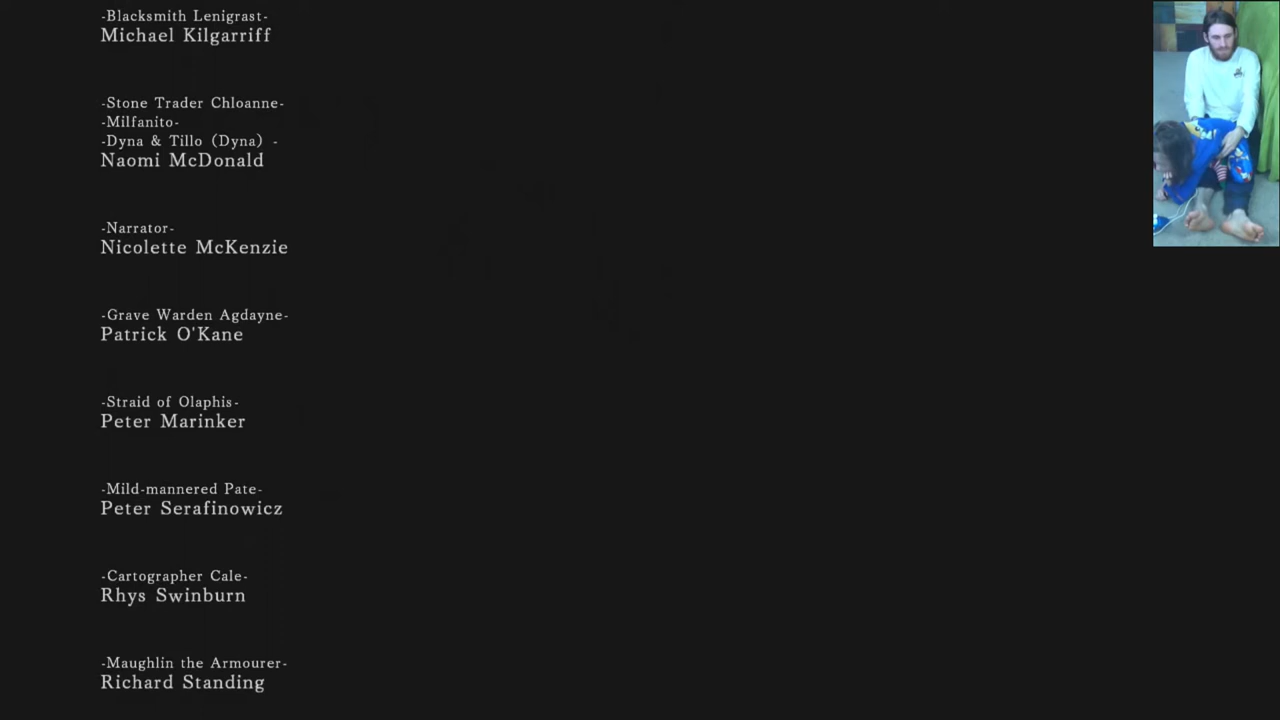 -Blacksmith Lenigrast-
Michael Kilgarriff
-Stone Trader Chloanne-
-Milfanito-
-Dyna & Tillo (Dyna) -
Naomi McDonald
-Narrator-
Nicolette McKenzie
-Grave Warden Agdayne-
Patrick O'Kane
-Straid of Olaphis-
Peter Marinker
-Mild-mannered Pate-
Peter Serafinowicz
-Cartographer Cale-
Rhys Swinburn
-Maughlin the Armourer-
Richard Standing